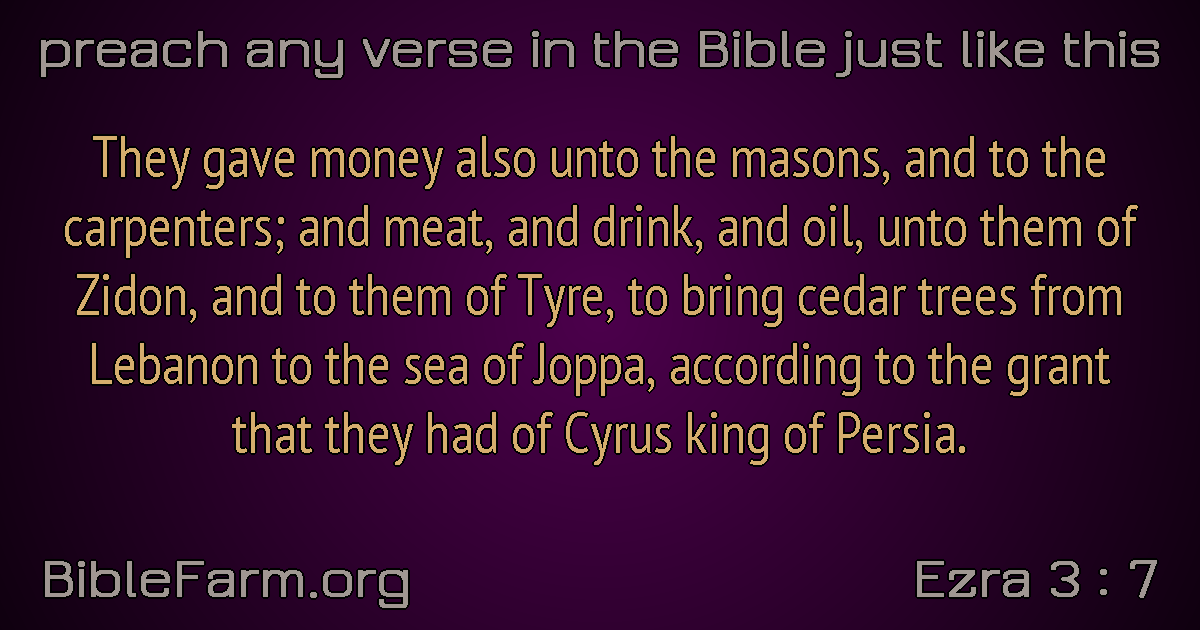 preach any verse in the Bible just like this
They gave money also unto the masons, and to the
carpenters; and meat, and drink, and oil, unto them of
Zidon, and to them of Tyre, to bring cedar trees from
Lebanon to the sea of Joppa, according to the grant
that they had of Cyrus king of Persia.
BibleFarm.org
Ezra 3 : 7